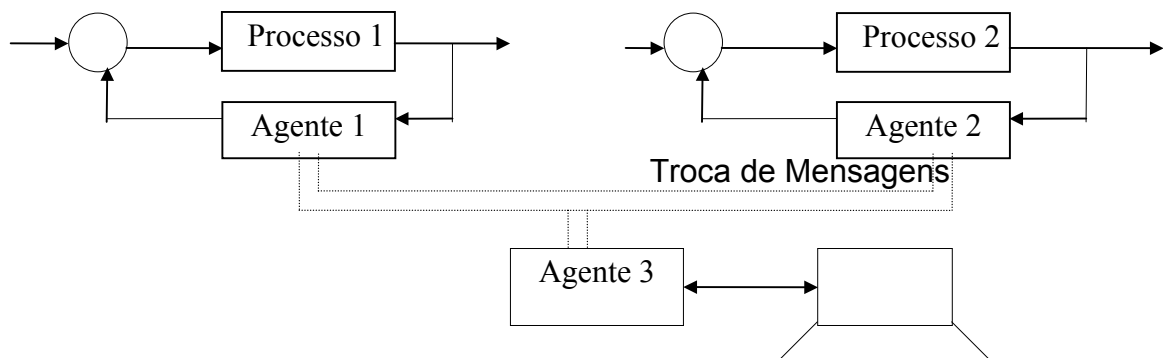 Processo 1
Processo 2
Agente 1
Agente 2
Troca de Mensagens
Agente 3